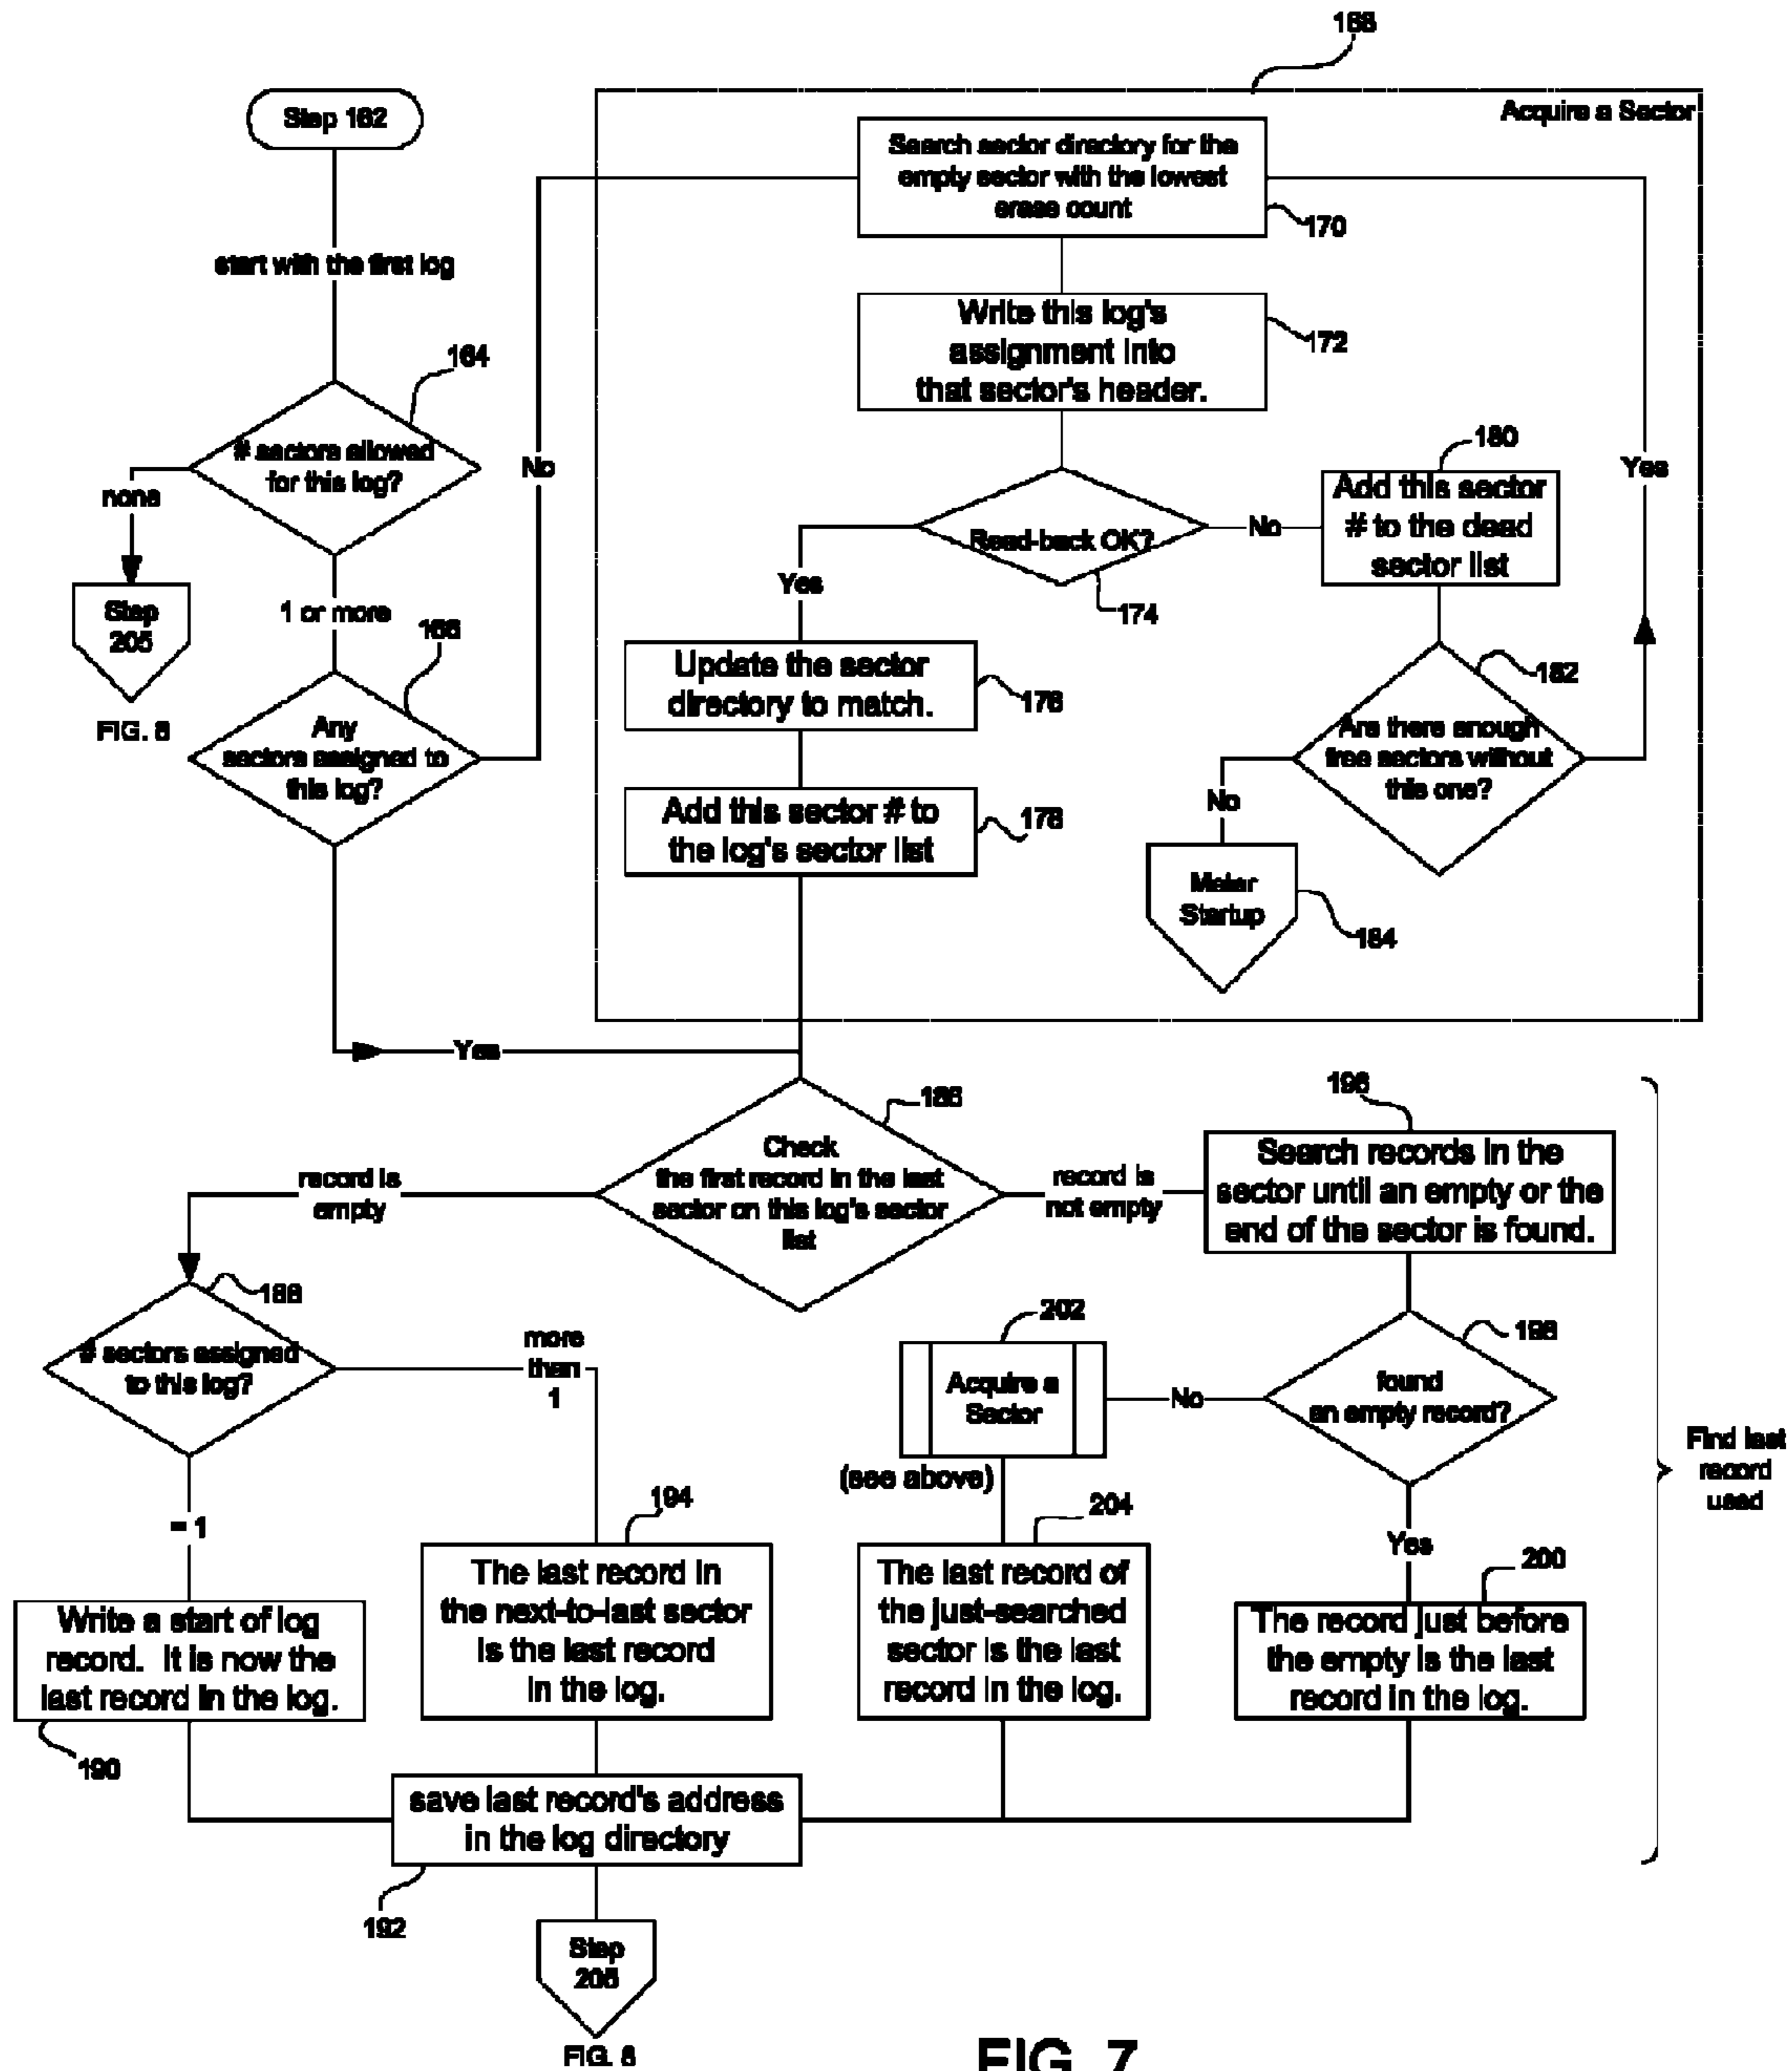 168
Step 162
Acquire a Sector
Search sector directory for the
empty sector with the lowest
erase count
170
start with the first log
Write this log's
assignment into
that sector's header.
172
164
# sectors allowed
for this log?
none
No
180
Add this sector
# to the dead
sector list
Yes
Read-back OK?
No
174
Yes
Step
205
FIG. 8
1 or more
166
Any
sectors assigned to
this log?
Update the sector
directory to match.
176
182
Are there enough
free sectors without
this one?
No
Add this sector # to
the log's sector list
178
Meter
Startup
184
Yes
186
Check
the first record in the last
sector on this log's sector
list
record is
empty
record is
not empty
196
Search records in the
sector until an empty or the
end of the sector is found.
188
# sectors assigned
to this log?
more
than
1
202
Acquire a
Sector
(see above)
No
198
found
an empty record?
Find last
record
used
= 1
194
The last record in
the next-to-last sector
is the last record
in the log.
204
The last record of
the just-searched
sector is the last
record in the log.
Yes
200
The record just before
the empty is the last
record in the log.
Write a start of log
record. It is now the
last record in the log.
190
save last record's address
in the log directory
192
Step
205
FIG. 8
FIG. 7